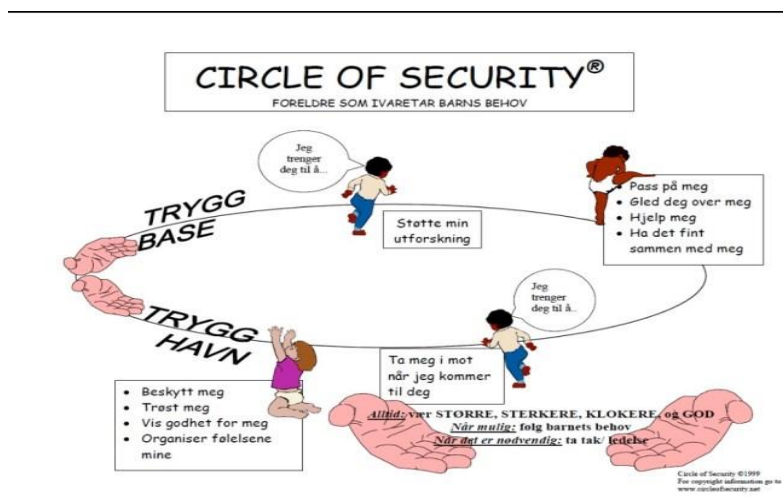 CIRCLE OF SECURITY®
FORELDRE SOM IVARETAR BARNS BEHOV
Jeg
trenger
deg til å...
TRYGG
BASE
Støtte min
utforskning
• Pass på meg
• Gled deg over meg
• Hjelp meg
• Ha det fint
sammen med meg
TRYGG
HAVN
Jeg
trenger
deg til å..
Ta meg i mot
når jeg kommer
til deg
• Beskytt meg
• Trøst meg
• Vis godhet for meg
• Organiser følelsene
mine
Alltid: vær STØRRE, STERKERE, KLOKERE, og GOD
Når mulig: følg barnets behov
Når det er nødvendig: ta tak/ ledelse
Circle of Security ©1999
For copyright information go to
www.circleofsecurity.net